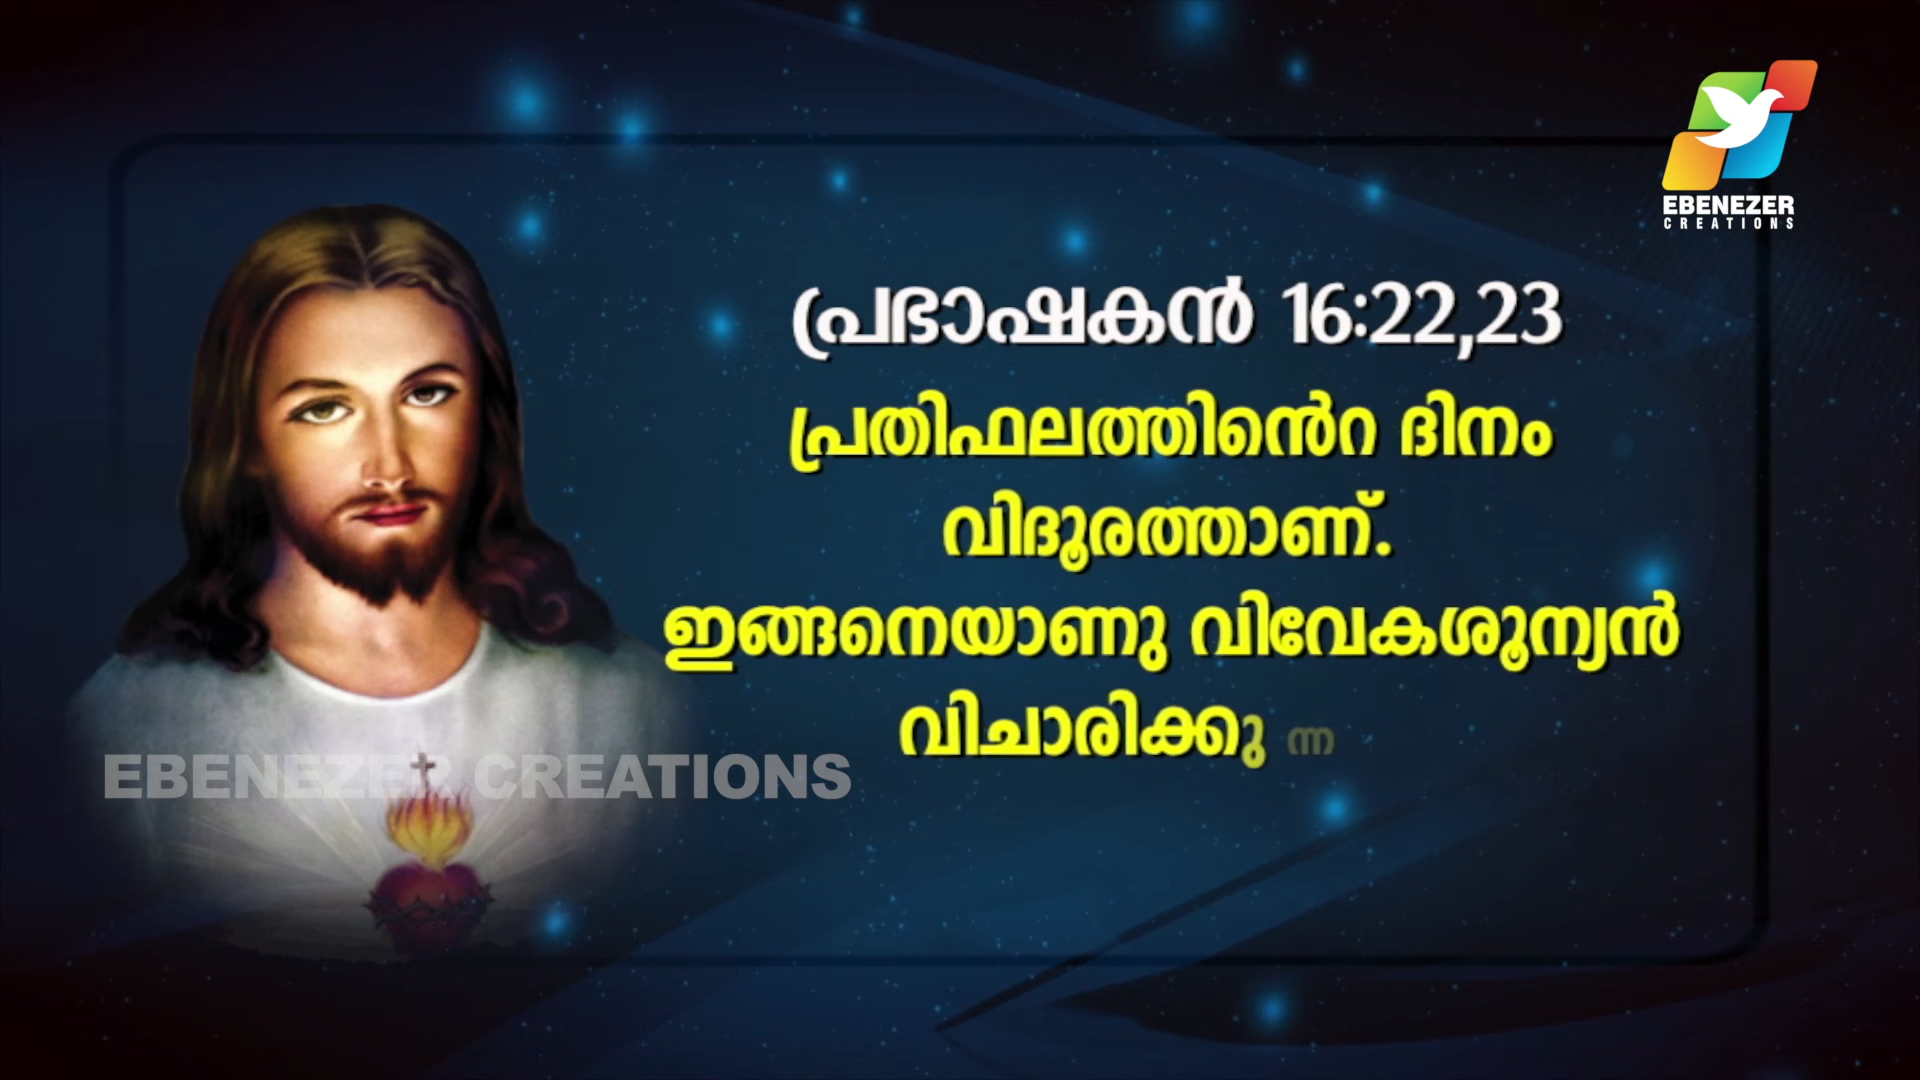 EBENEZER
CREATIONS
പ്രഭാഷകൻ 16:22,23
പ്രതിഫലത്തിൻെറ ദിനം
വിദൂരത്താണ്.
ഇങ്ങനെയാണു വിവേകശൂന്യൻ
വിചാരിക്കു ന്ന
EBENEZER CREATIONS